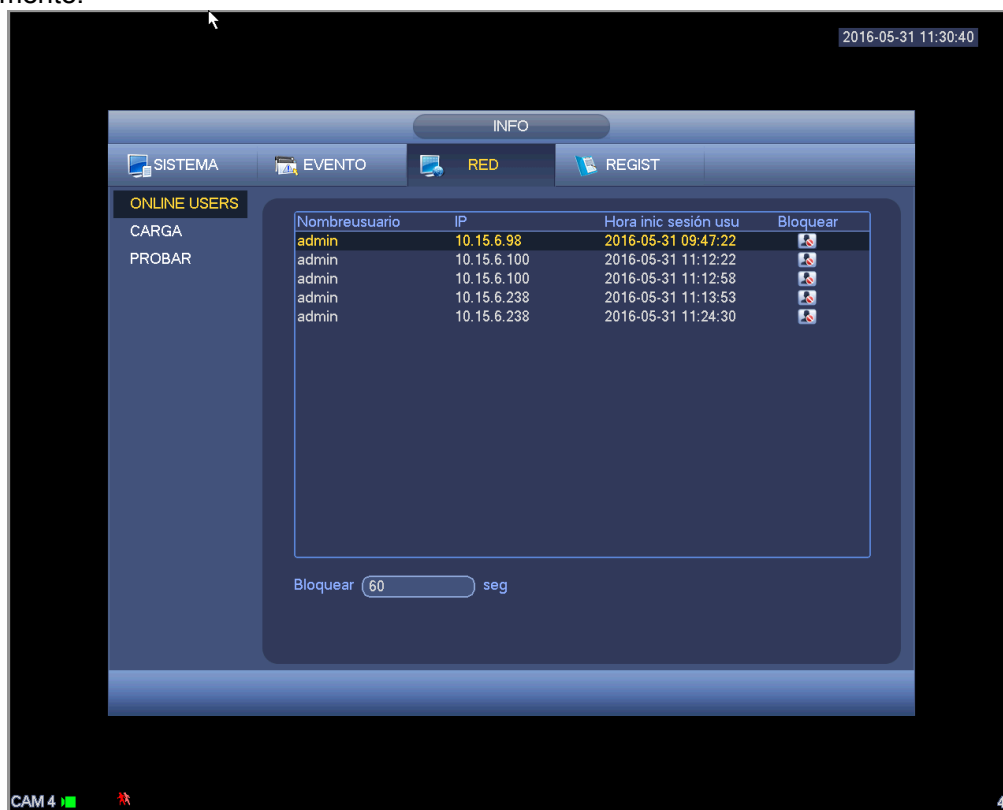 2016-05-31 11:30:40
INFO
SISTEMA EVENTO RED REGIST
ONLINE USERS
CARGA
PROBAR
Nombreusuario IP Hora inic sesión usu Bloquear
admin 10.15.6.98 2016-05-31 09:47:22
admin 10.15.6.100 2016-05-31 11:12:22
admin 10.15.6.100 2016-05-31 11:12:58
admin 10.15.6.238 2016-05-31 11:13:53
admin 10.15.6.238 2016-05-31 11:24:30
Bloquear 60 seg
CAM 4